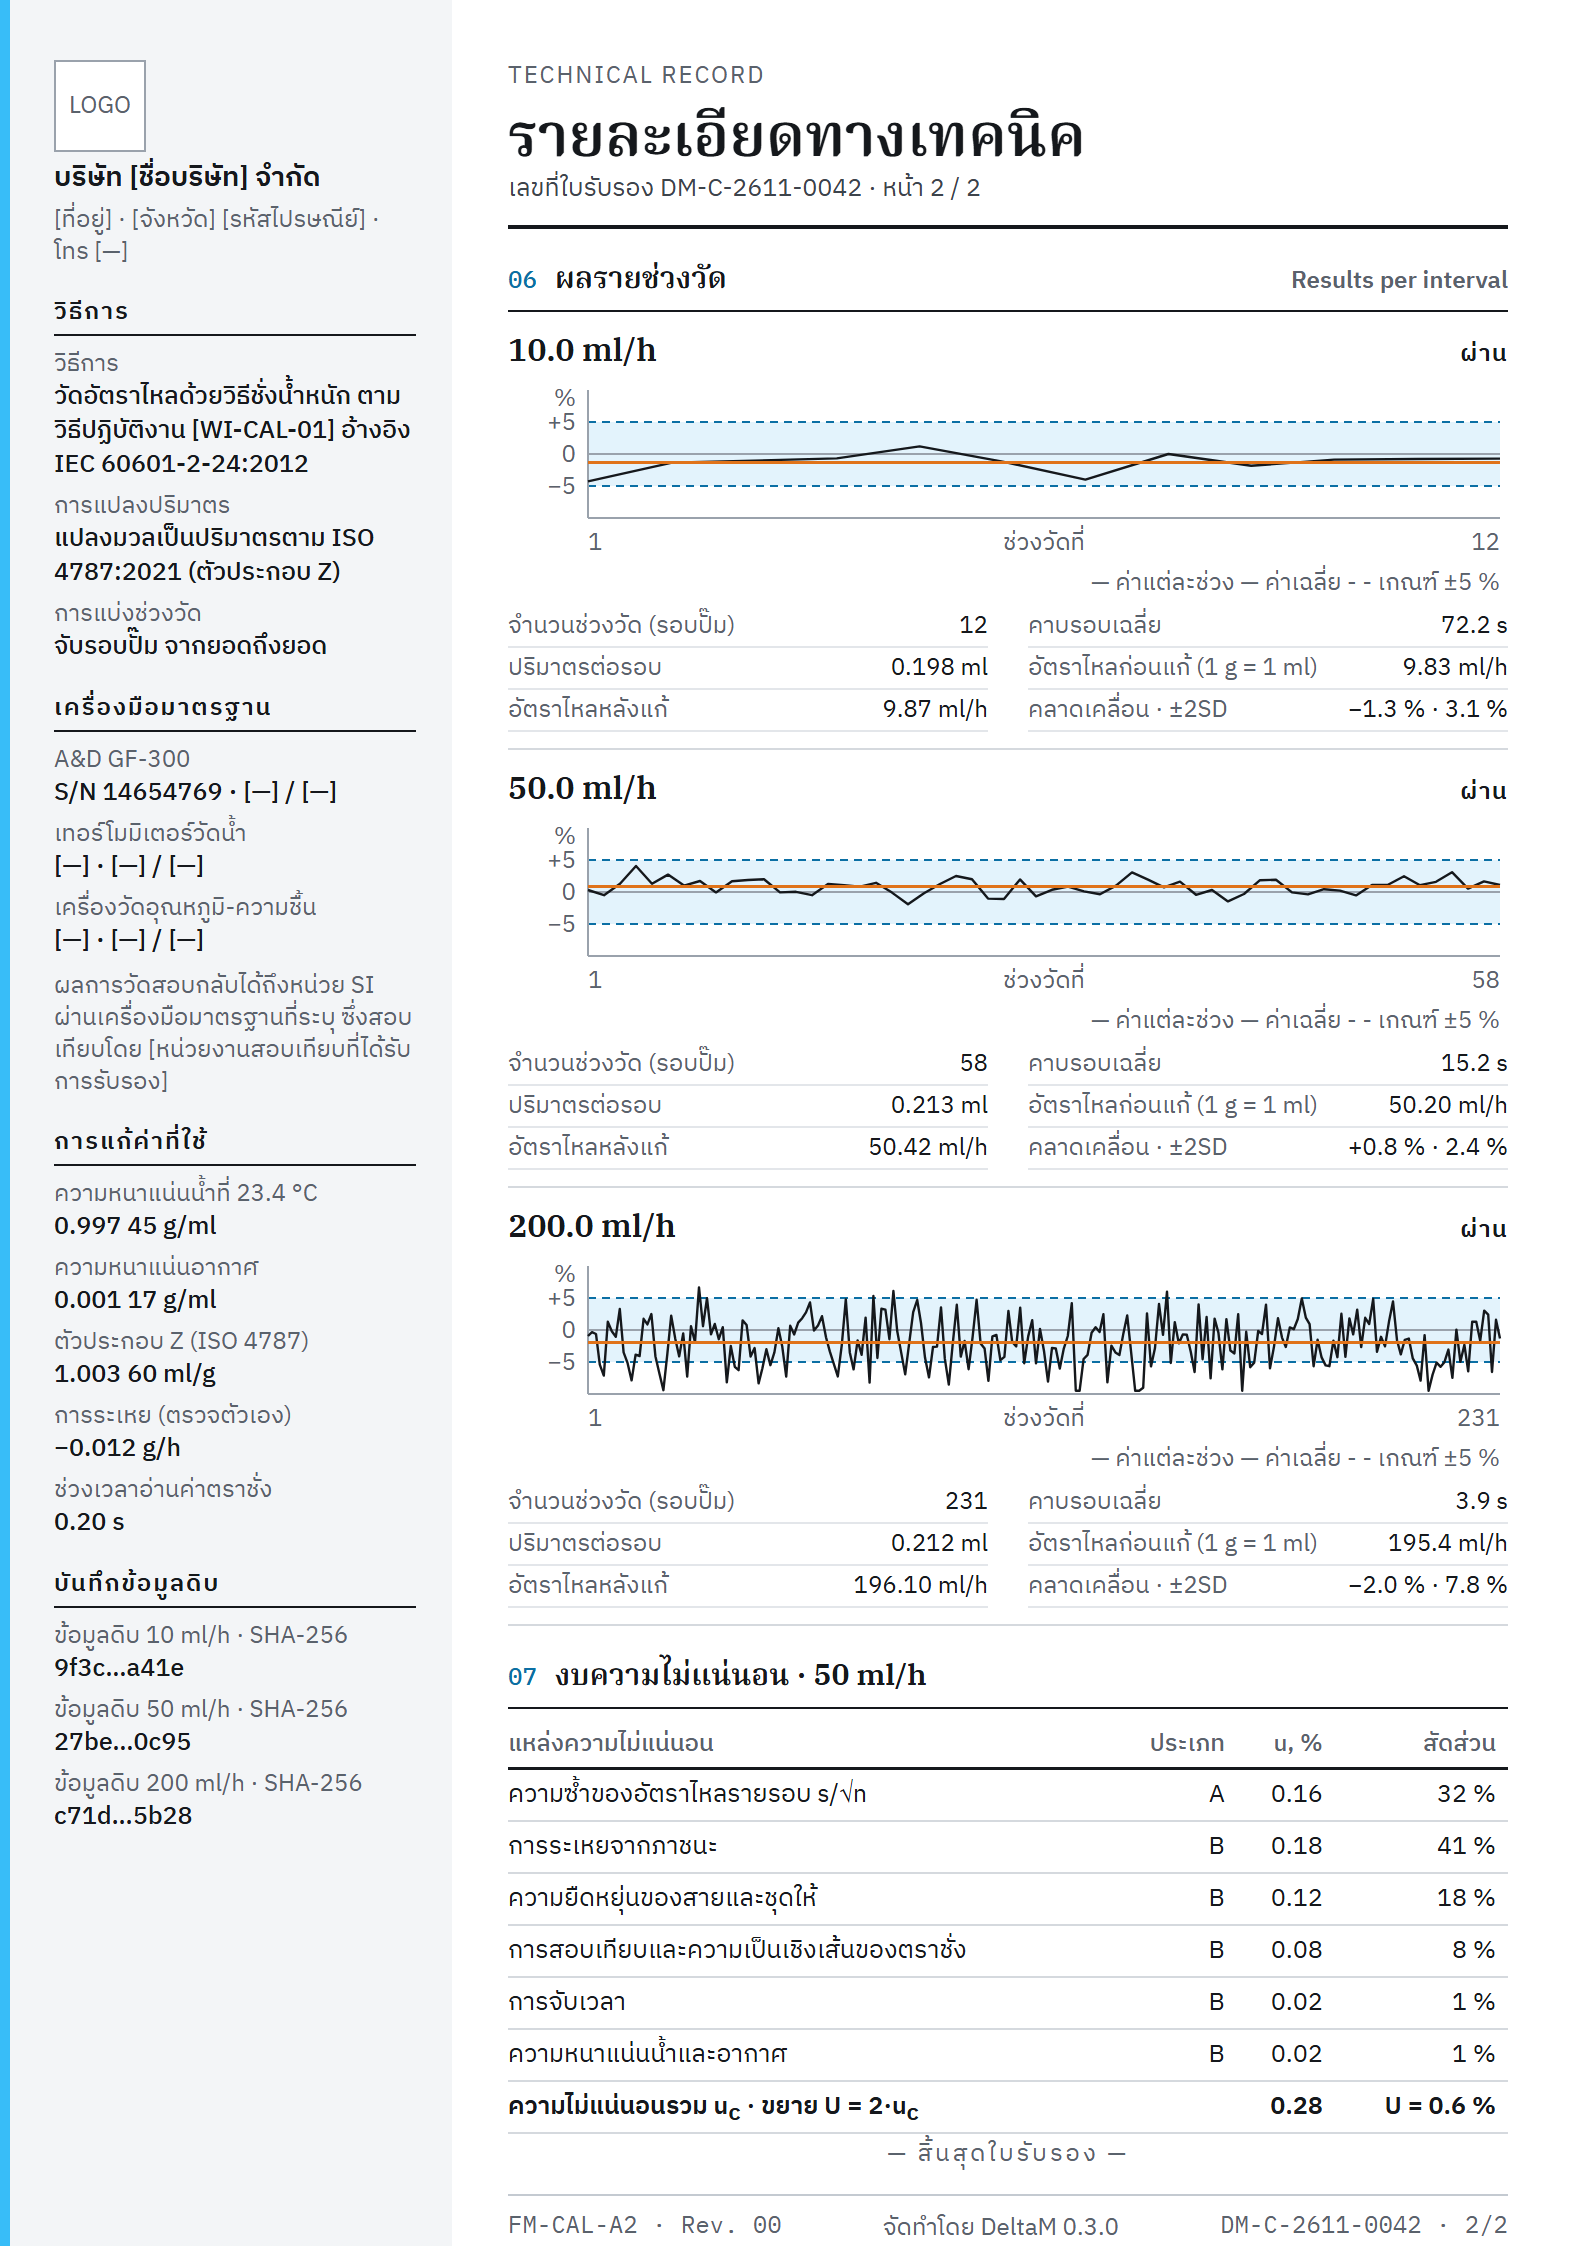 LOGO
บริษัท [ชื่อบริษัท] จำกัด
[ที่อยู่] · [จังหวัด] [รหัสไปรษณีย์] ·
โทร [—]
วิธีการ
วิธีการ
วัดอัตราไหลด้วยวิธีชั่งน้ำหนัก ตาม
วิธีปฏิบัติงาน [WI-CAL-01] อ้างอิง
IEC 60601-2-24:2012
การแปลงปริมาตร
แปลงมวลเป็นปริมาตรตาม ISO
4787:2021 (ตัวประกอบ Z)
การแบ่งช่วงวัด
จับรอบปั๊ม จากยอดถึงยอด
เครื่องมือมาตรฐาน
A&D GF-300
S/N 14654769 · [—] / [—]
เทอร์โมมิเตอร์วัดน้ำ
[—] · [—] / [—]
เครื่องวัดอุณหภูมิ-ความชื้น
[—] · [—] / [—]
ผลการวัดสอบกลับได้ถึงหน่วย SI
ผ่านเครื่องมือมาตรฐานที่ระบุ ซึ่งสอบ
เทียบโดย [หน่วยงานสอบเทียบที่ได้รับ
การรับรอง]
การแก้ค่าที่ใช้
ความหนาแน่นน้ำที่ 23.4 °C
0.997 45 g/ml
ความหนาแน่นอากาศ
0.001 17 g/ml
ตัวประกอบ Z (ISO 4787)
1.003 60 ml/g
การระเหย (ตรวจตัวเอง)
−0.012 g/h
ช่วงเวลาอ่านค่าตราชั่ง
0.20 s
บันทึกข้อมูลดิบ
ข้อมูลดิบ 10 ml/h · SHA-256
9f3c…a41e
ข้อมูลดิบ 50 ml/h · SHA-256
27be…0c95
ข้อมูลดิบ 200 ml/h · SHA-256
c71d…5b28
TECHNICAL RECORD
รายละเอียดทางเทคนิค
เลขที่ใบรับรอง DM-C-2611-0042 · หน้า 2 / 2
06 ผลรายช่วงวัด Results per interval
10.0 ml/h ผ่าน
%
+5
0
−5
1 ช่วงวัดที่ 12
— ค่าแต่ละช่วง — ค่าเฉลี่ย - - เกณฑ์ ±5 %
จำนวนช่วงวัด (รอบปั๊ม) 12 คาบรอบเฉลี่ย 72.2 s
ปริมาตรต่อรอบ 0.198 ml อัตราไหลก่อนแก้ (1 g = 1 ml) 9.83 ml/h
อัตราไหลหลังแก้ 9.87 ml/h คลาดเคลื่อน · ±2SD −1.3 % · 3.1 %
50.0 ml/h ผ่าน
%
+5
0
−5
1 ช่วงวัดที่ 58
— ค่าแต่ละช่วง — ค่าเฉลี่ย - - เกณฑ์ ±5 %
จำนวนช่วงวัด (รอบปั๊ม) 58 คาบรอบเฉลี่ย 15.2 s
ปริมาตรต่อรอบ 0.213 ml อัตราไหลก่อนแก้ (1 g = 1 ml) 50.20 ml/h
อัตราไหลหลังแก้ 50.42 ml/h คลาดเคลื่อน · ±2SD +0.8 % · 2.4 %
200.0 ml/h ผ่าน
%
+5
0
−5
1 ช่วงวัดที่ 231
— ค่าแต่ละช่วง — ค่าเฉลี่ย - - เกณฑ์ ±5 %
จำนวนช่วงวัด (รอบปั๊ม) 231 คาบรอบเฉลี่ย 3.9 s
ปริมาตรต่อรอบ 0.212 ml อัตราไหลก่อนแก้ (1 g = 1 ml) 195.4 ml/h
อัตราไหลหลังแก้ 196.10 ml/h คลาดเคลื่อน · ±2SD −2.0 % · 7.8 %
07 งบความไม่แน่นอน · 50 ml/h
แหล่งความไม่แน่นอน ประเภท u, % สัดส่วน
ความซ้ำของอัตราไหลรายรอบ s/√n A 0.16 32 %
การระเหยจากภาชนะ B 0.18 41 %
ความยืดหยุ่นของสายและชุดให้ B 0.12 18 %
การสอบเทียบและความเป็นเชิงเส้นของตราชั่ง B 0.08 8 %
การจับเวลา B 0.02 1 %
ความหนาแน่นน้ำและอากาศ B 0.02 1 %
ความไม่แน่นอนรวม uC · ขยาย U = 2·uC 0.28 U = 0.6 %
— สิ้นสุดใบรับรอง —
FM-CAL-A2 · Rev. 00 จัดทำโดย DeltaM 0.3.0 DM-C-2611-0042 · 2/2